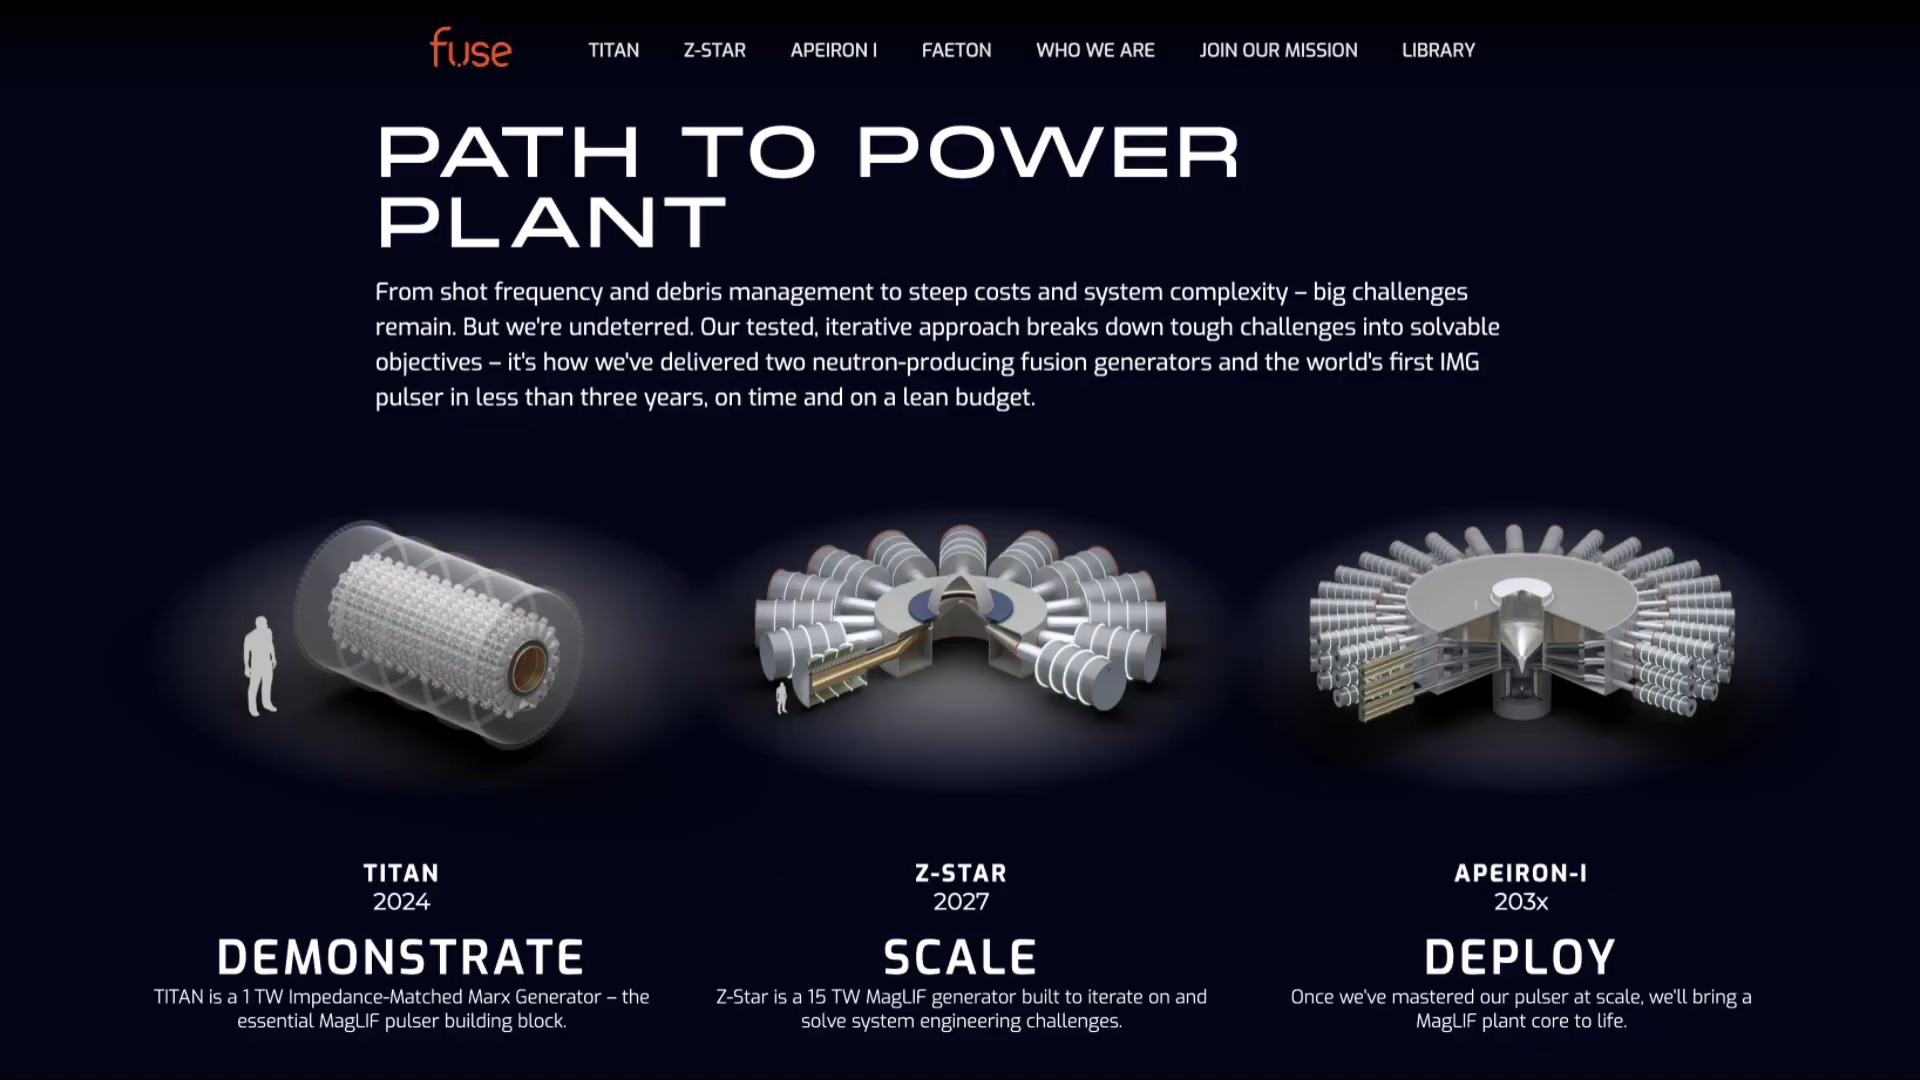 fuse
TITAN
Z-STAR
APEIRON I
FAETON
WHO WE ARE
JOIN OUR MISSION
LIBRARY
PATH TO POWER
PLANT
From shot frequency and debris management to steep costs and system complexity – big challenges
remain. But we're undeterred. Our tested, iterative approach breaks down tough challenges into solvable
objectives – it's how we've delivered two neutron-producing fusion generators and the world's first IMG
pulser in less than three years, on time and on a lean budget.
TITAN
2024
DEMONSTRATE
TITAN is a 1 TW Impedance-Matched Marx Generator – the
essential MagLIF pulser building block.
Z-STAR
2027
SCALE
Z-Star is a 15 TW MagLIF generator built to iterate on and
solve system engineering challenges.
APEIRON-I
203x
DEPLOY
Once we've mastered our pulser at scale, we'll bring a
MagLIF plant core to life.